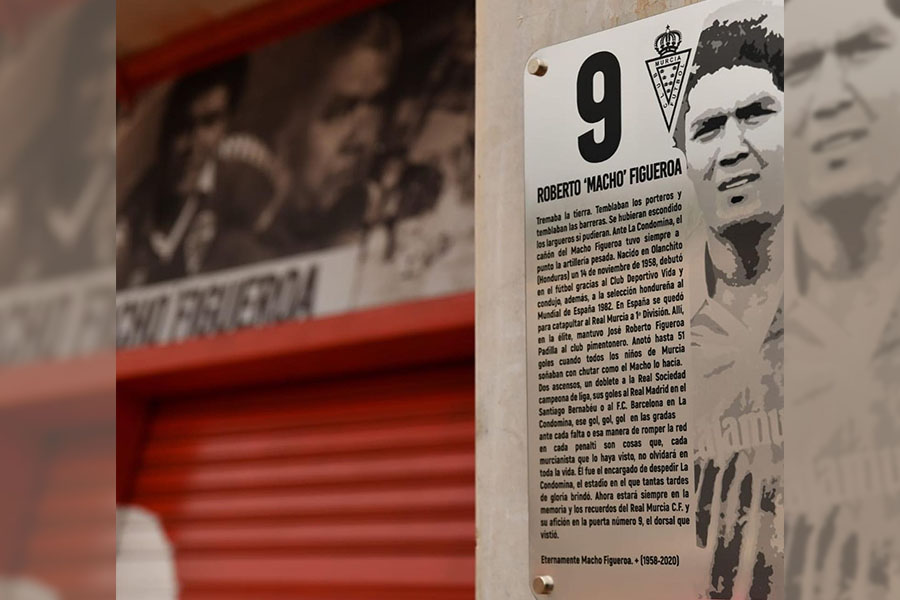 9
MURCIA
ROBERTO 'MACHO' FIGUEROA
Tremaba la tierra. Temblaban los porteros y
temblaban las barreras. Se hubieran escondido
los largueros si pudieran. Ante La Condomina, el
cañón del Macho Figueroa tuvo siempre a
punto la artilleria pesada. Nacido en Olanchito
(Honduras) un 14 de noviembre de 1958, debutó
en el fútbol gracias al Club Deportivo Vida y
condujo, además, a la selección hondureña al
Mundial de España 1982. En España se quedó
para catapultar al Real Murcia a 1ª División. Allí,
en la élite, mantuvo José Roberto Figueroa
Padilla al club pimentonero. Anotó hasta 51
goles cuando todos los niños de Murcia
soñaban con chutar como el Macho lo hacía.
Dos ascensos, un doblete a la Real Sociedad
campeona de liga, sus goles al Real Madrid en el
Santiago Bernabéu o al F.C. Barcelona en La
Condomina, ese gol, gol, gol en las gradas
ante cada falta o esa manera de romper la red
en cada penalti son cosas que, cada
murcianista que lo haya visto, no olvidará en
toda la vida. Él fue el encargado de despedir La
Condomina, el estadio en el que tantas tardes
de gloria brindó. Ahora estará siempre en la
memoria y los recuerdos del Real Murcia C.F. y
su afición en la puerta número 9, el dorsal que
vistió.
Eternamente Macho Figueroa. + (1958-2020)
CHO FIGUEROA